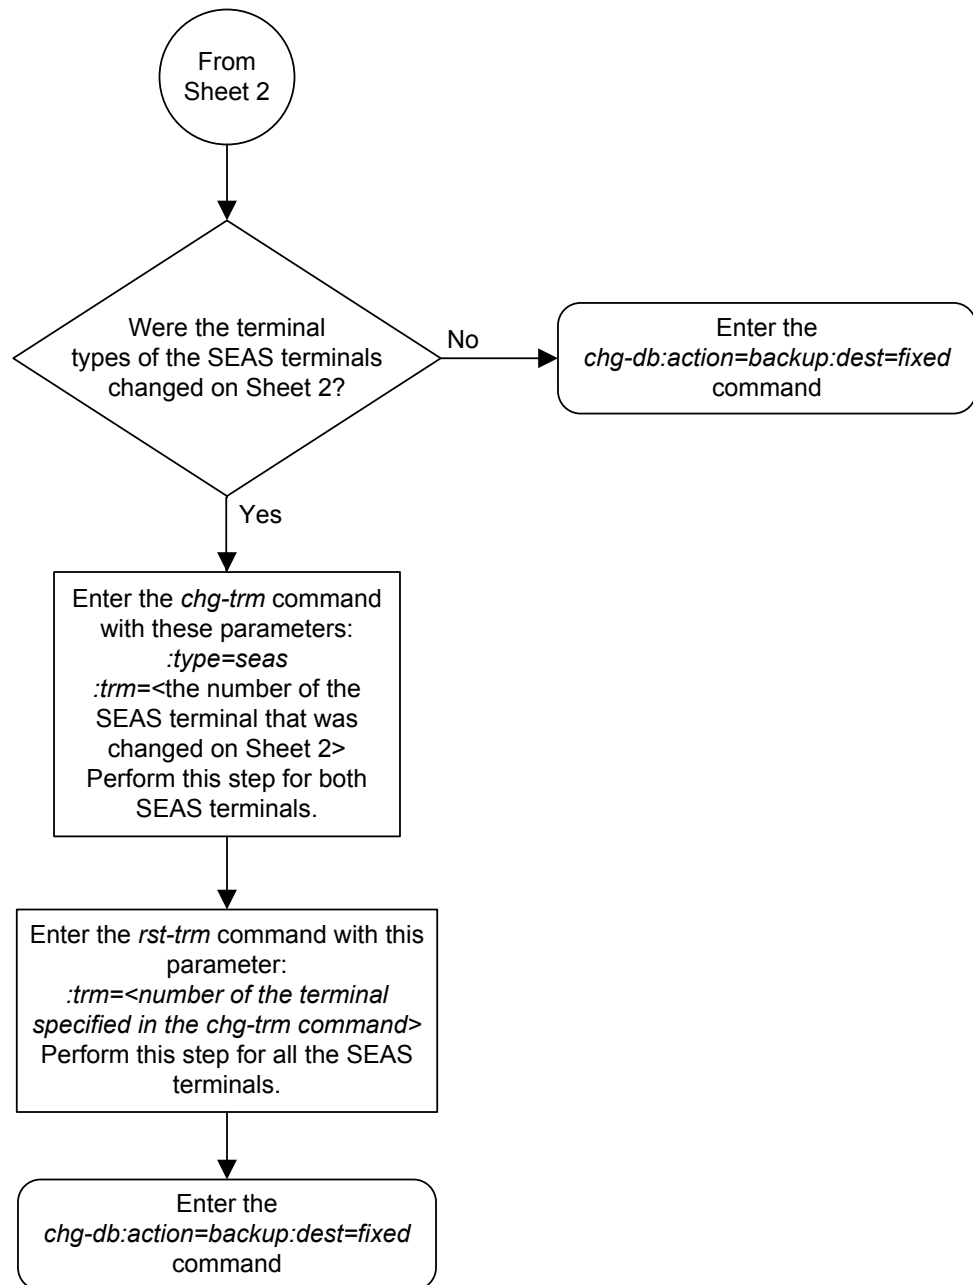 From
Sheet 2
Were the terminal
types of the SEAS terminals
changed on Sheet 2?
No
Enter the
chg-db:action=backup:dest=fixed
command
Yes
Enter the chg-trm command
with these parameters:
:type=seas
:trm=<the number of the
SEAS terminal that was
changed on Sheet 2>
Perform this step for both
SEAS terminals.
Enter the rst-trm command with this
parameter:
:trm=<number of the terminal
specified in the chg-trm command>
Perform this step for all the SEAS
terminals.
Enter the
chg-db:action=backup:dest=fixed
command